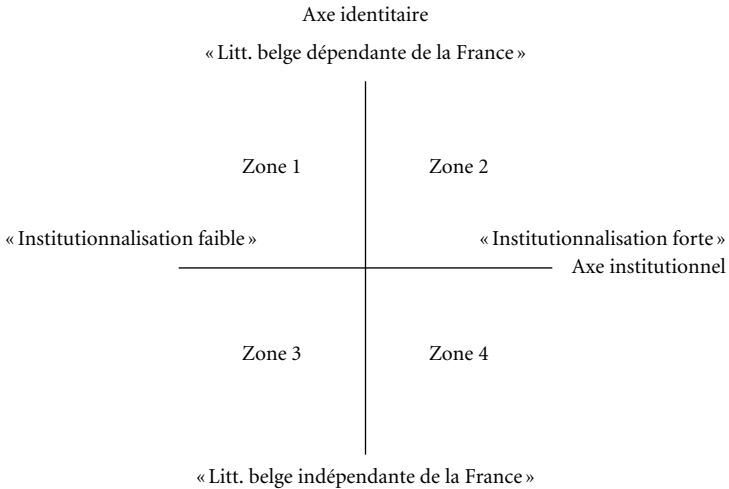 Axe identitaire
« Litt. belge dépendante de la France »
Zone 1
Zone 2
« Institutionnalisation faible »
« Institutionnalisation forte »
Axe institutionnel
Zone 3
Zone 4
« Litt. belge indépendante de la France »